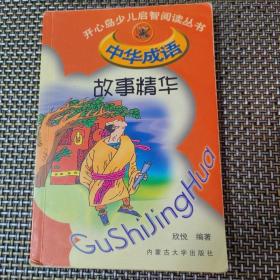 开心岛少儿启智阅读丛书
中华成语
故事精华
GuShiJingHua
欣悦 编著
内蒙古大学出版社